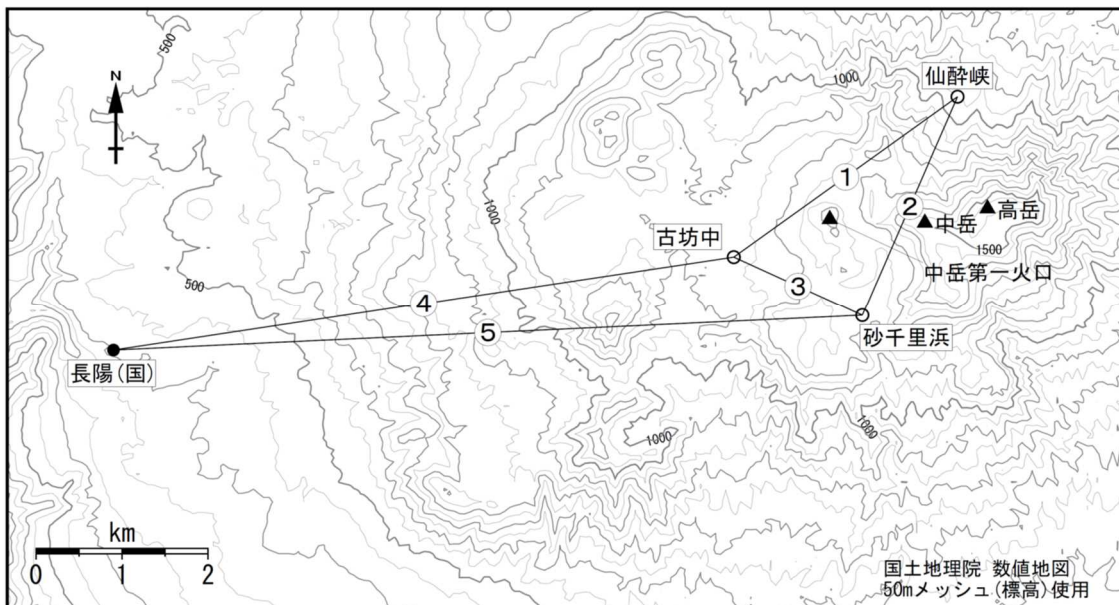 500
N
1000
仙酔峡
①
②
高岳
中岳
古坊中
1000
1500
中岳第一火口
500
③
④
⑤
砂千里浜
長陽(国)
1000
1000
km
0 1 2
国土地理院 数値地図
50mメッシュ(標高)使用